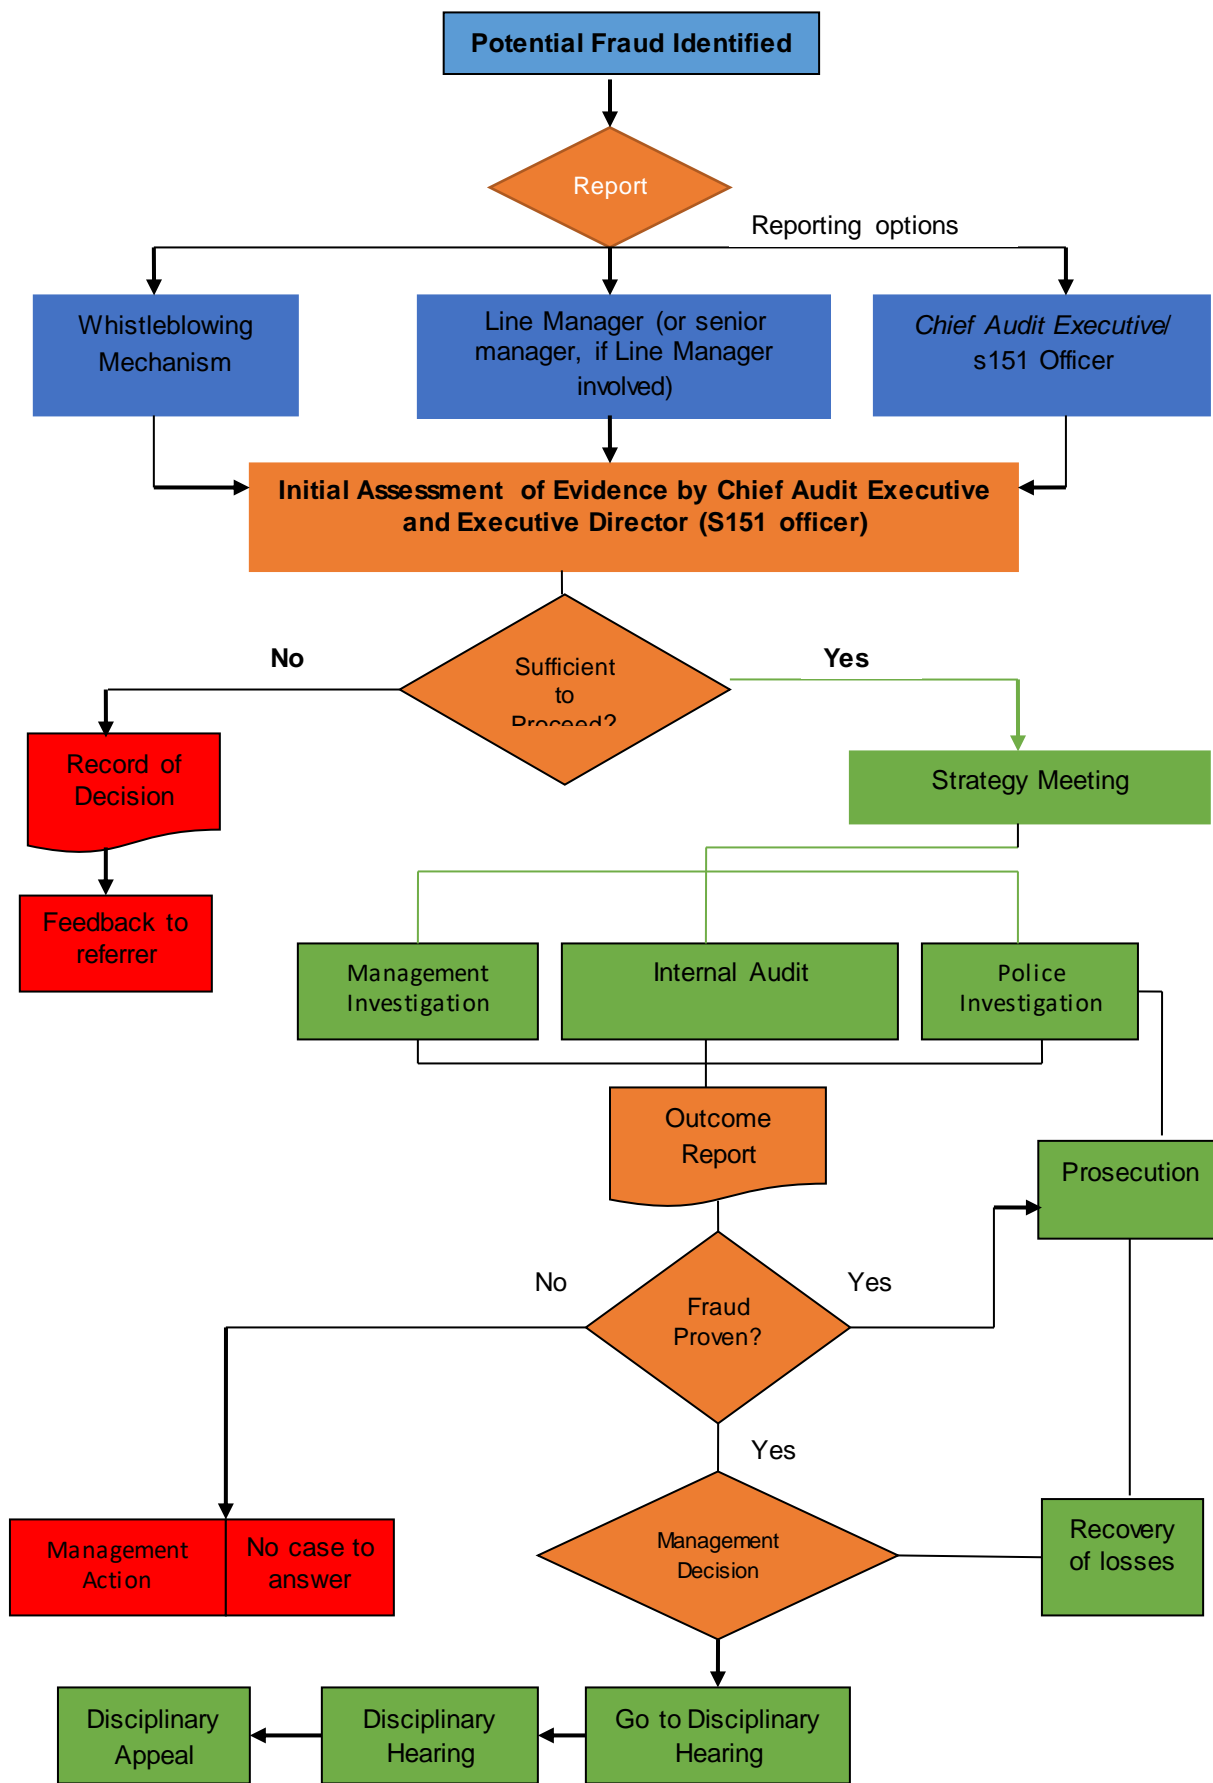 Potential Fraud Identified
Report
Reporting options
Whistleblowing
Mechanism
Line Manager (or senior
manager, if Line Manager
involved)
Chief Audit Executive/
s151 Officer
Initial Assessment of Evidence by Chief Audit Executive
and Executive Director (S151 officer)
No
Sufficient
to
Proceed?
Yes
Record of
Decision
Strategy Meeting
Feedback to
referrer
Management
Investigation
Internal Audit
Police
Investigation
Outcome
Report
Prosecution
No
Fraud
Proven?
Yes
Yes
Management
Action
No case to
answer
Management
Decision
Recovery
of losses
Disciplinary
Appeal
Disciplinary
Hearing
Go to Disciplinary
Hearing